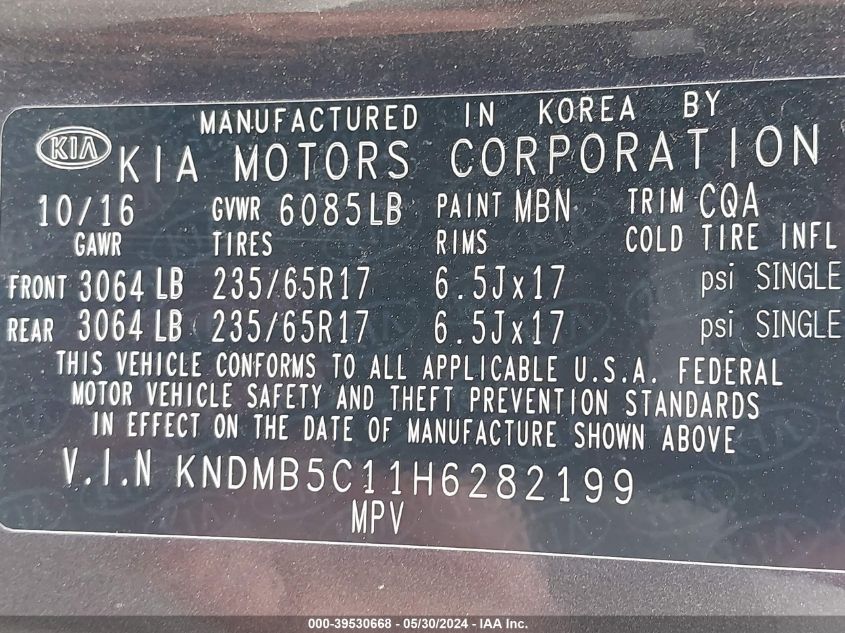 MANUFACTURED IN KOREA BY
KIA KIA MOTORS CORPORATION
10/16 GVWR 6085LB PAINT MBN TRIM CQA
GAWR TIRES RIMS COLD TIRE INFL
FRONT 3064 LB 235/65R17 6.5Jx17 psi SINGLE
REAR 3064 LB 235/65R17 6.5Jx17 psi SINGLE
THIS VEHICLE CONFORMS TO ALL APPLICABLE U.S.A. FEDERAL
MOTOR VEHICLE SAFETY AND THEFT PREVENTION STANDARDS
IN EFFECT ON THE DATE OF MANUFACTURE SHOWN ABOVE
V.I.N KNDMB5C11H6282199
MPV
000-39530668 - 05/30/2024 - IAA Inc.